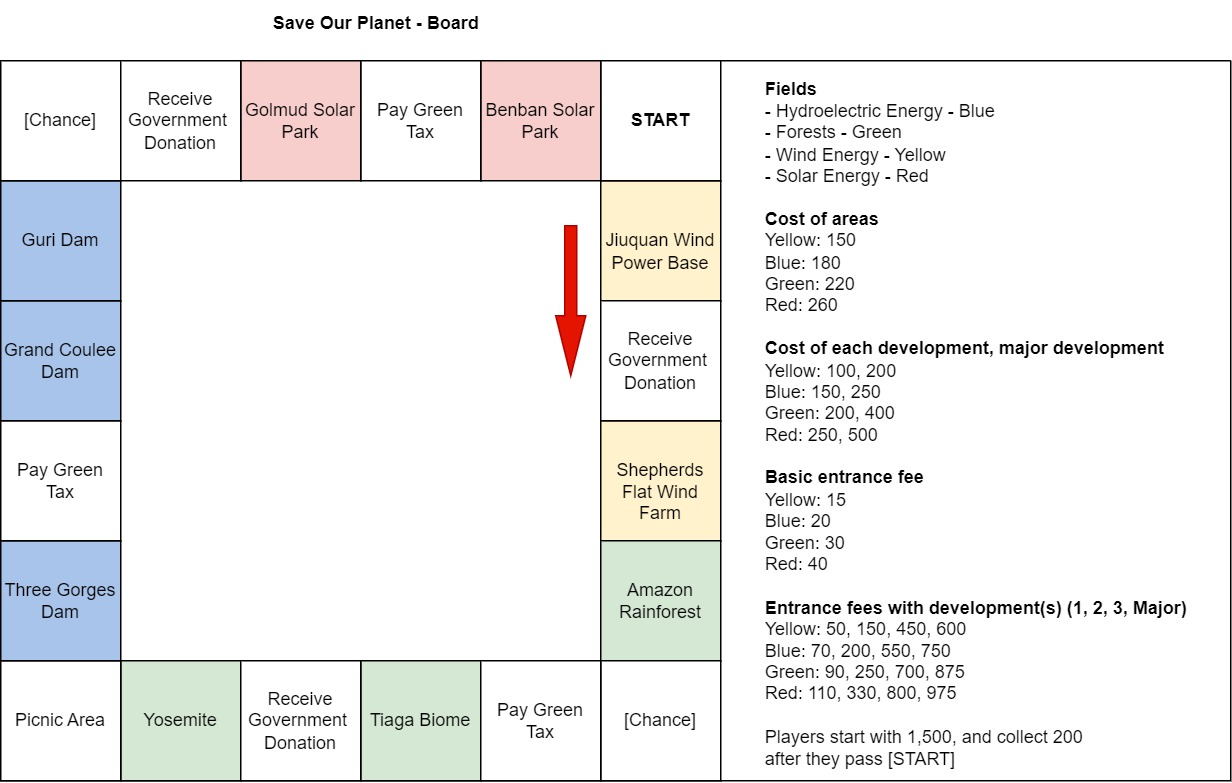 Save Our Planet - Board
[Chance]
Receive
Government
Donation
Golmud Solar
Park
Pay Green
Tax
Benban Solar
Park
START
Guri Dam
Jiuquan Wind
Power Base
Grand Coulee
Dam
Receive
Government
Donation
Pay Green
Tax
Shepherds
Flat Wind
Farm
Three Gorges
Dam
Amazon
Rainforest
Picnic Area
Yosemite
Receive
Government
Donation
Tiaga Biome
Pay Green
Tax
[Chance]
Fields
- Hydroelectric Energy - Blue
- Forests - Green
- Wind Energy - Yellow
- Solar Energy - Red
Cost of areas
Yellow: 150
Blue: 180
Green: 220
Red: 260
Cost of each development, major development
Yellow: 100, 200
Blue: 150, 250
Green: 200, 400
Red: 250, 500
Basic entrance fee
Yellow: 15
Blue: 20
Green: 30
Red: 40
Entrance fees with development(s) (1, 2, 3, Major)
Yellow: 50, 150, 450, 600
Blue: 70, 200, 550, 750
Green: 90, 250, 700, 875
Red: 110, 330, 800, 975
Players start with 1,500, and collect 200
after they pass [START]